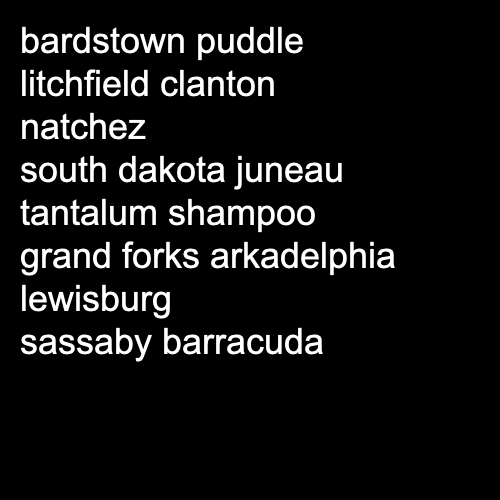 bardstown puddle
litchfield clanton
natchez
south dakota juneau
tantalum shampoo
grand forks arkadelphia
lewisburg
sassaby barracuda